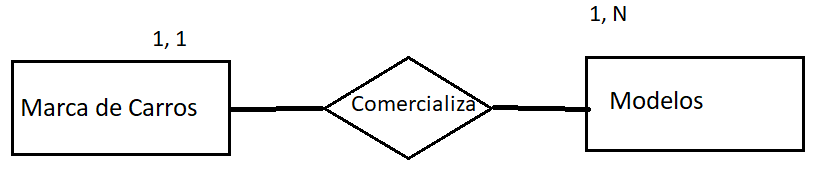 1, N
1, 1
Marca de Carros
Comercializa
Modelos